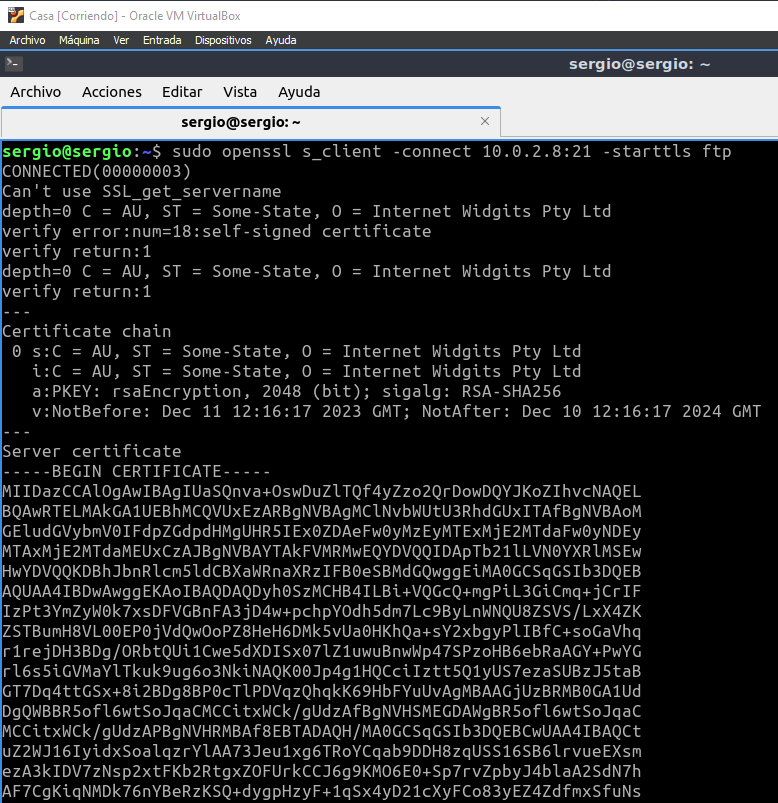 Casa [Corriendo] - Oracle VM VirtualBox
Archivo Máquina Ver Entrada Dispositivos Ayuda
sergio@sergio: ~
Archivo Acciones Editar Vista Ayuda
sergio@sergio: ~ ×
sergio@sergio:~$ sudo openssl s_client -connect 10.0.2.8:21 -starttls ftp
CONNECTED(00000003)
Can't use SSL_get_servername
depth=0 C = AU, ST = Some-State, O = Internet Widgits Pty Ltd
verify error:num=18:self-signed certificate
verify return:1
depth=0 C = AU, ST = Some-State, O = Internet Widgits Pty Ltd
verify return:1
---
Certificate chain
 0 s:C = AU, ST = Some-State, O = Internet Widgits Pty Ltd
   i:C = AU, ST = Some-State, O = Internet Widgits Pty Ltd
   a:PKEY: rsaEncryption, 2048 (bit); sigalg: RSA-SHA256
   v:NotBefore: Dec 11 12:16:17 2023 GMT; NotAfter: Dec 10 12:16:17 2024 GMT
---
Server certificate
-----BEGIN CERTIFICATE-----
MIIDazCCAlOgAwIBAgIUaSQnva+OswDuZlTQf4yZzo2QrDowDQYJKoZIhvcNAQEL
BQAwRTELMAkGA1UEBhMCQVUxEzARBgNVBAgMClNvbWUtU3RhdGUxITAfBgNVBAoM
GEludGVybmV0IFdpZGdpdHMgUHR5IEx0ZDAeFw0yMzEyMTExMjE2MTdaFw0yNDEy
MTAxMjE2MTdaMEUxCzAJBgNVBAYTAkFVMRMwEQYDVQQIDApTb21lLVN0YXRlMSEw
HwYDVQQKDBhJbnRlcm5ldCBXaWRnaXRzIFB0eSBMdGQwggEiMA0GCSqGSIb3DQEB
AQUAA4IBDwAwggEKAoIBAQDAQDyh0SzMCHB4ILBi+VQGcQ+mgPiL3GiCmq+jCrIF
IzPt3YmZyW0k7xsDFVGBnFA3jD4w+pchpYOdh5dm7Lc9ByLnWNQU8ZSVS/LxX4ZK
ZSTBumH8VL00EP0jVdQwOoPZ8HeH6DMk5vUa0HKhQa+sY2xbgyPlIBfC+soGaVhq
r1rejDH3BDg/ORbtQUi1Cwe5dXDISx07lZ1uwuBnwWp47SPzoHB6ebRaAGY+PwYG
rl6s5iGVMaYlTkuk9ug6o3NkiNAQK00Jp4g1HQCciIztt5Q1yUS7ezaSUBzJ5taB
GT7Dq4ttGSx+8i2BDg8BP0cTlPDVqzQhqkK69HbFYuUvAgMBAAGjUzBRMB0GA1Ud
DgQWBBR5ofl6wtSoJqaCMCCitxWCk/gUdzAfBgNVHSMEGDAWgBR5ofl6wtSoJqaC
MCCitxWCk/gUdzAPBgNVHRMBAf8EBTADAQH/MA0GCSqGSIb3DQEBCwUAA4IBAQCt
uZ2WJ16IyidxSoalqzrYlAA73Jeu1xg6TRoYCqab9DDH8zqUSS16SB6lrvueEXsm
ezA3kIDV7zNsp2xtFKb2RtgxZOFUrkCCJ6g9KMO6E0+Sp7rvZpbyJ4blaA2SdN7h
AF7CgKiqNMDk76nYBeRzKSQ+dygpHzyF+1qSx4yD21cXyFCo83yEZ4ZdfmxSfuNs